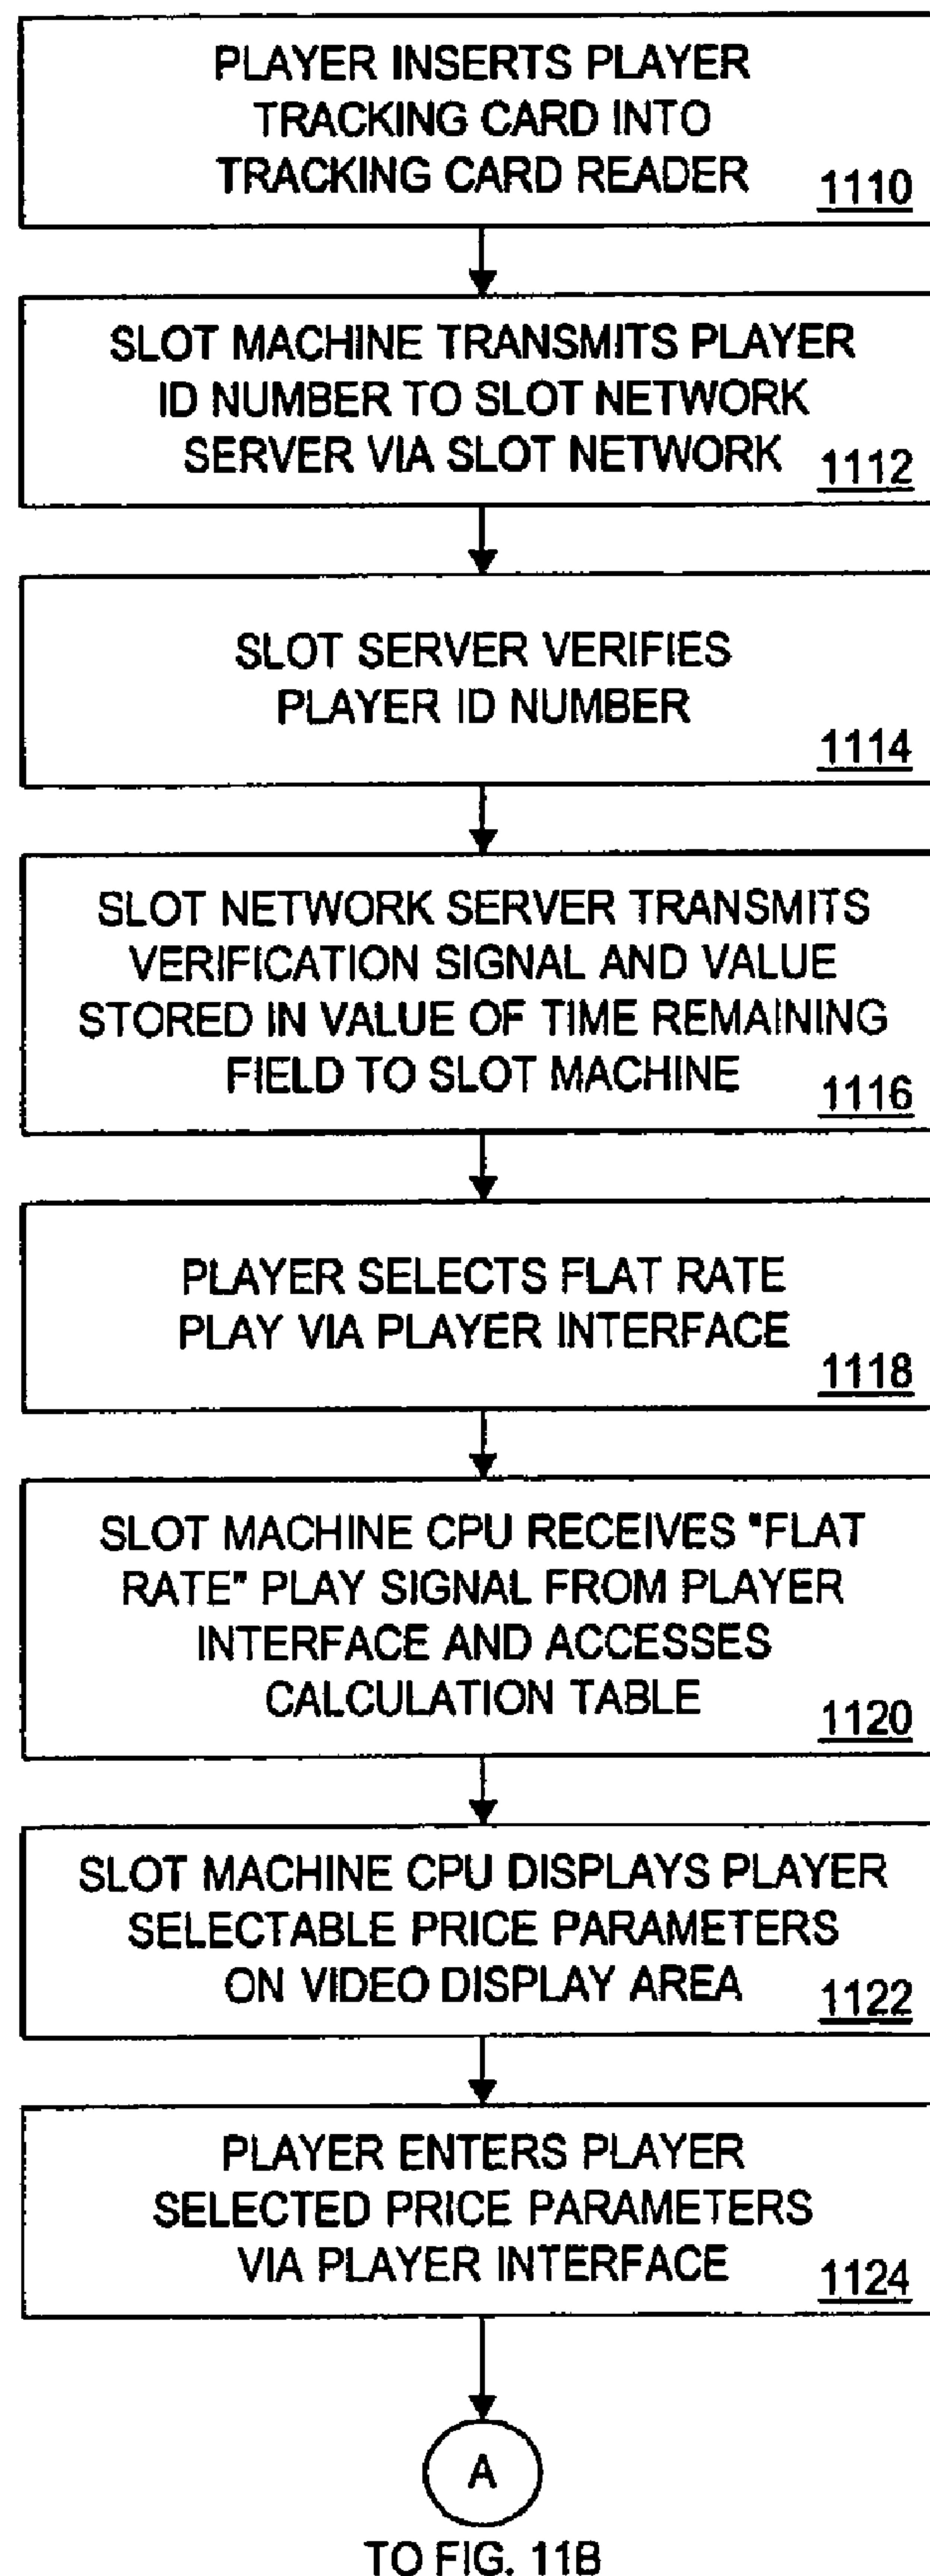 PLAYER INSERTS PLAYER
TRACKING CARD INTO
TRACKING CARD READER
1110
SLOT MACHINE TRANSMITS PLAYER
ID NUMBER TO SLOT NETWORK
SERVER VIA SLOT NETWORK
1112
SLOT SERVER VERIFIES
PLAYER ID NUMBER
1114
SLOT NETWORK SERVER TRANSMITS
VERIFICATION SIGNAL AND VALUE
STORED IN VALUE OF TIME REMAINING
FIELD TO SLOT MACHINE
1116
PLAYER SELECTS FLAT RATE
PLAY VIA PLAYER INTERFACE
1118
SLOT MACHINE CPU RECEIVES "FLAT
RATE" PLAY SIGNAL FROM PLAYER
INTERFACE AND ACCESSES
CALCULATION TABLE
1120
SLOT MACHINE CPU DISPLAYS PLAYER
SELECTABLE PRICE PARAMETERS
ON VIDEO DISPLAY AREA
1122
PLAYER ENTERS PLAYER
SELECTED PRICE PARAMETERS
VIA PLAYER INTERFACE
1124
A
TO FIG. 11B